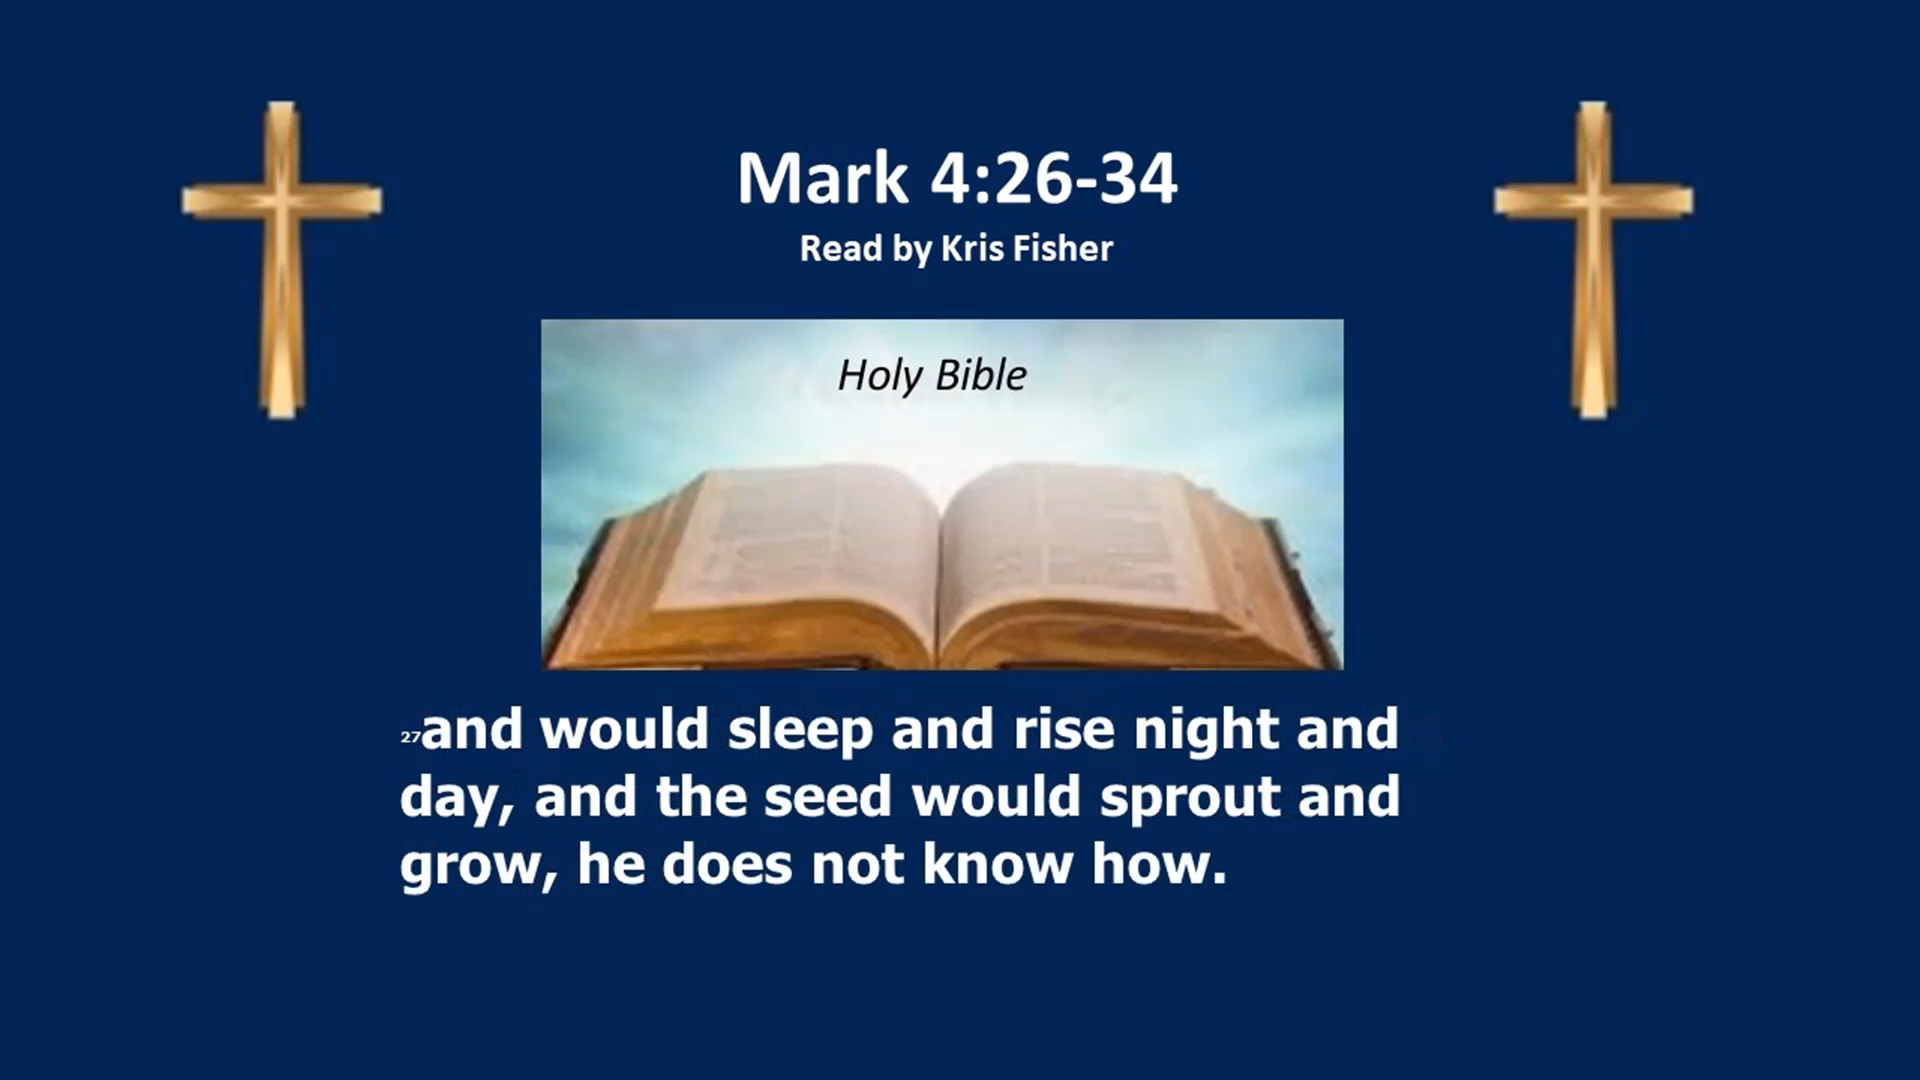 Mark 4:26-34
Read by Kris Fisher
Holy Bible
27and would sleep and rise night and
day, and the seed would sprout and
grow, he does not know how.